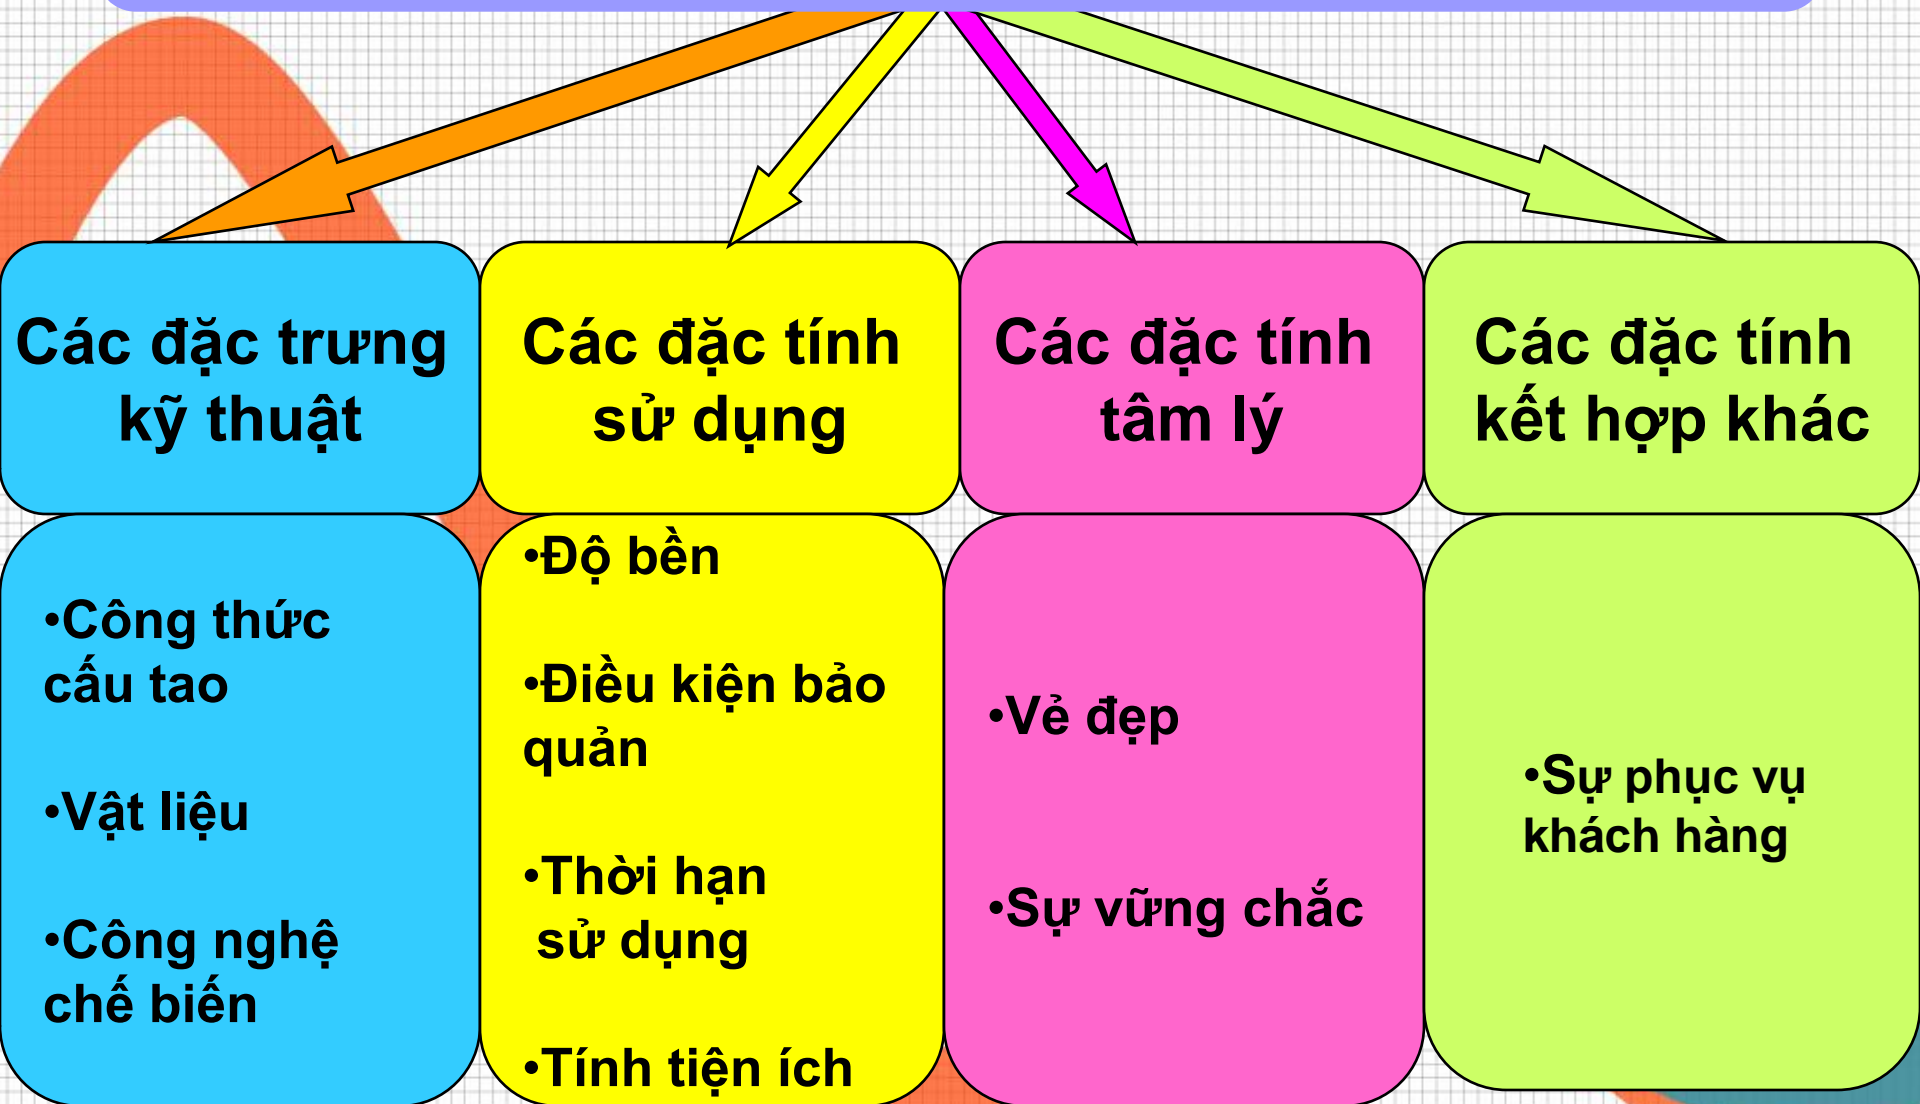 Các đặc trưng
kỹ thuật
Các đặc tính
sử dụng
Các đặc tính
tâm lý
Các đặc tính
kết hợp khác
•Công thức
cấu tao
•Vật liệu
•Công nghệ
chế biến
•Độ bền
•Điều kiện bảo
quản
•Thời hạn
sử dụng
•Tính tiện ích
•Vẻ đẹp
•Sự vững chắc
•Sự phục vụ
khách hàng